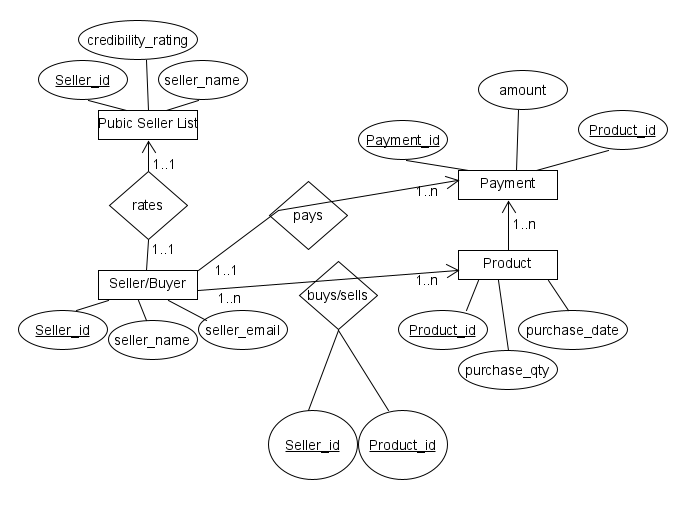 credibility_rating
Seller_id
seller_name
Pubic Seller List
amount
Payment_id
Product_id
1..1
Payment
1..n
rates
pays
1..n
1..1
1..1
Product
Seller/Buyer
1..n
1..n
buys/sells
Seller_id
seller_name
seller_email
Product_id
purchase_date
purchase_qty
Seller_id
Product_id